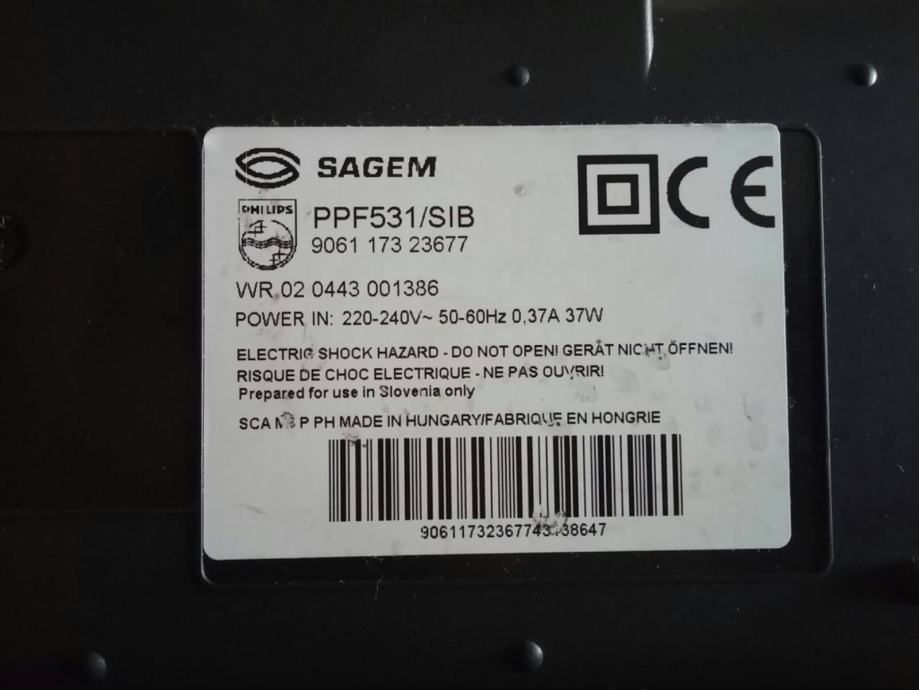 SAGEM
PHILIPS
PPF531/SIB
9061 173 23677
CE
WR 02 0443 001386
POWER IN: 220-240V~ 50-60Hz 0,37A 37W
ELECTRIC SHOCK HAZARD - DO NOT OPEN! GERÄT NICHT ÖFFNEN!
RISQUE DE CHOC ELECTRIQUE - NE PAS OUVRIR!
Prepared for use in Slovenia only
P PH MADE IN HUNGARY/FABRIQUE EN HONGRIE